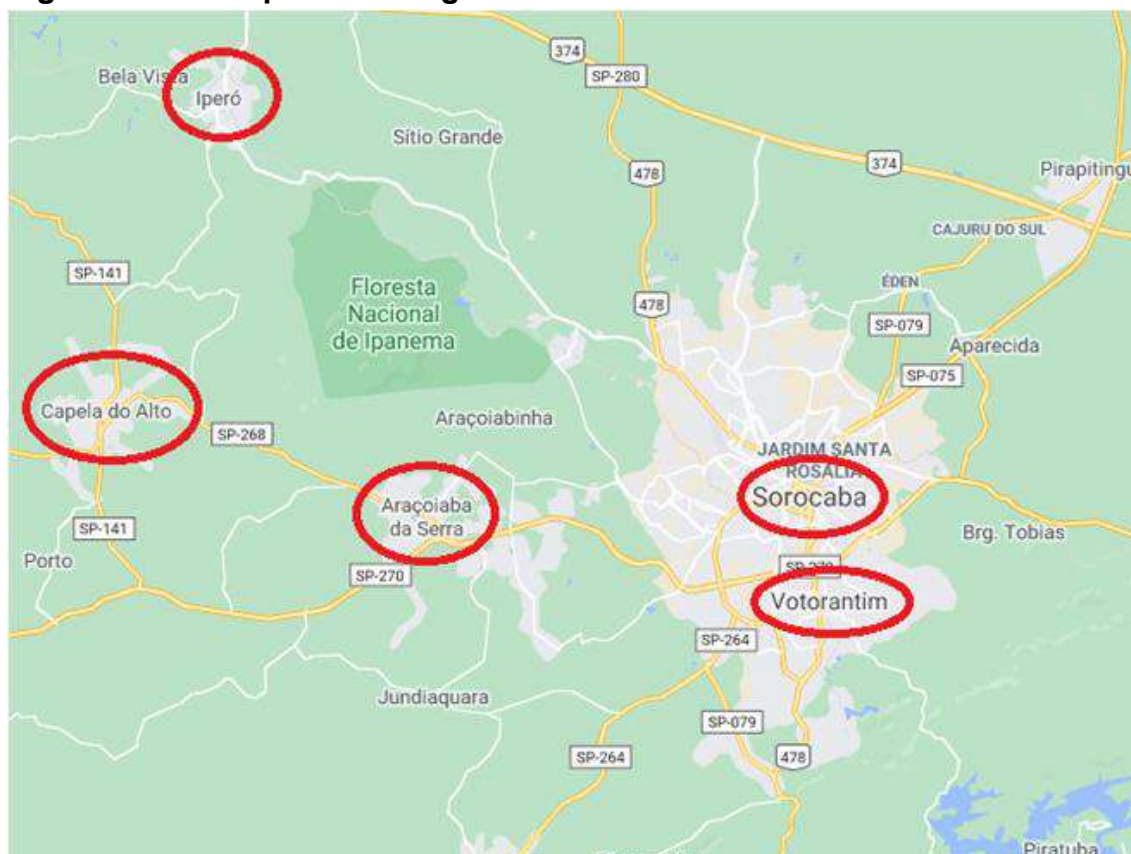 374
SP-280
Bela Vista
Iperó
Sítio Grande
374
478
Pirapitingu
CAJURU DO SUL
SP-141
Floresta
Nacional
de Ipanema
ÉDEN
478
SP-079
Aparecida
SP-075
Capela do Alto
Araçoiabinha
SP-268
JARDIM SANTA
ROSÁLIA
Sorocaba
Araçoiaba
da Serra
SP-141
Brg. Tobias
Porto
SP-270
SP-270
Votorantim
SP-264
Jundiaquara
SP-079
SP-264
478
Piratuba